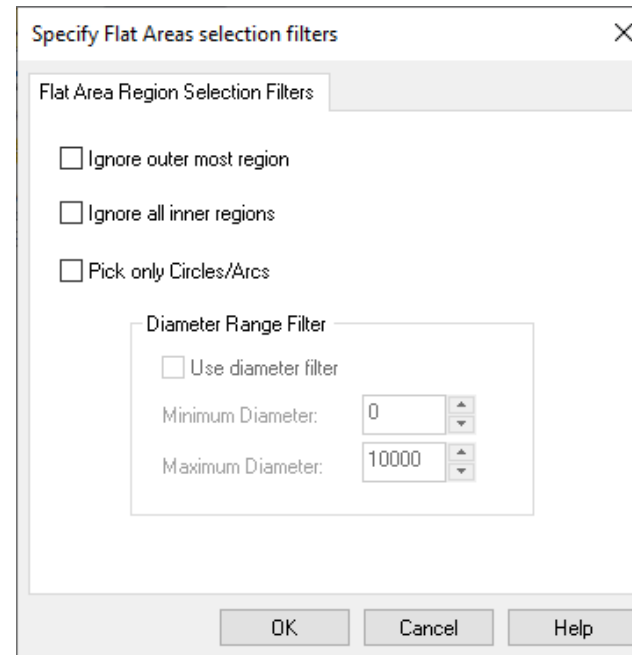 Specify Flat Areas selection filters
Flat Area Region Selection Filters
Ignore outer most region
Ignore all inner regions
Pick only Circles/Arcs
Diameter Range Filter
Use diameter filter
Minimum Diameter: 0
Maximum Diameter: 10000
OK Cancel Help